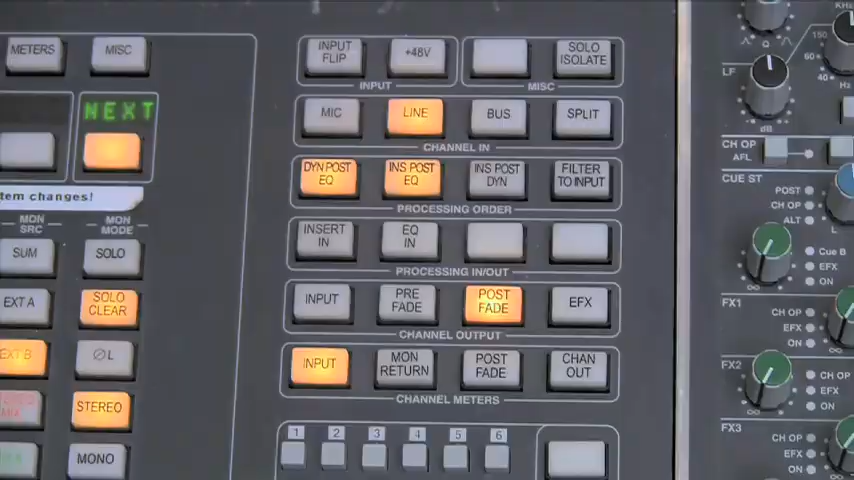 METERS
MISC
NEXT
tem changes!
MON SRC
MON MODE
SUM
SOLO
EXT A
SOLO CLEAR
EXT B
ØL
STEREO
MONO
INPUT FLIP
+48V
SOLO ISOLATE
INPUT
MISC
MIC
LINE
BUS
SPLIT
CHANNEL IN
DYN POST EQ
INS POST EQ
INS POST DYN
FILTER TO INPUT
PROCESSING ORDER
INSERT IN
EQ IN
PROCESSING IN/OUT
INPUT
PRE FADE
POST FADE
EFX
CHANNEL OUTPUT
INPUT
MON RETURN
POST FADE
CHAN OUT
CHANNEL METERS
1 2 3 4 5 6
KHz
Q
150
60
40
Hz
LF
dB
CH OP
AFL
CUE ST
POST
CH OP
ALT
L
Cue B
EFX
ON
∞
FX1
CH OP
EFX
ON
∞
FX2
CH OP
EFX
ON
∞
FX3
CH OP
EFX
ON
∞